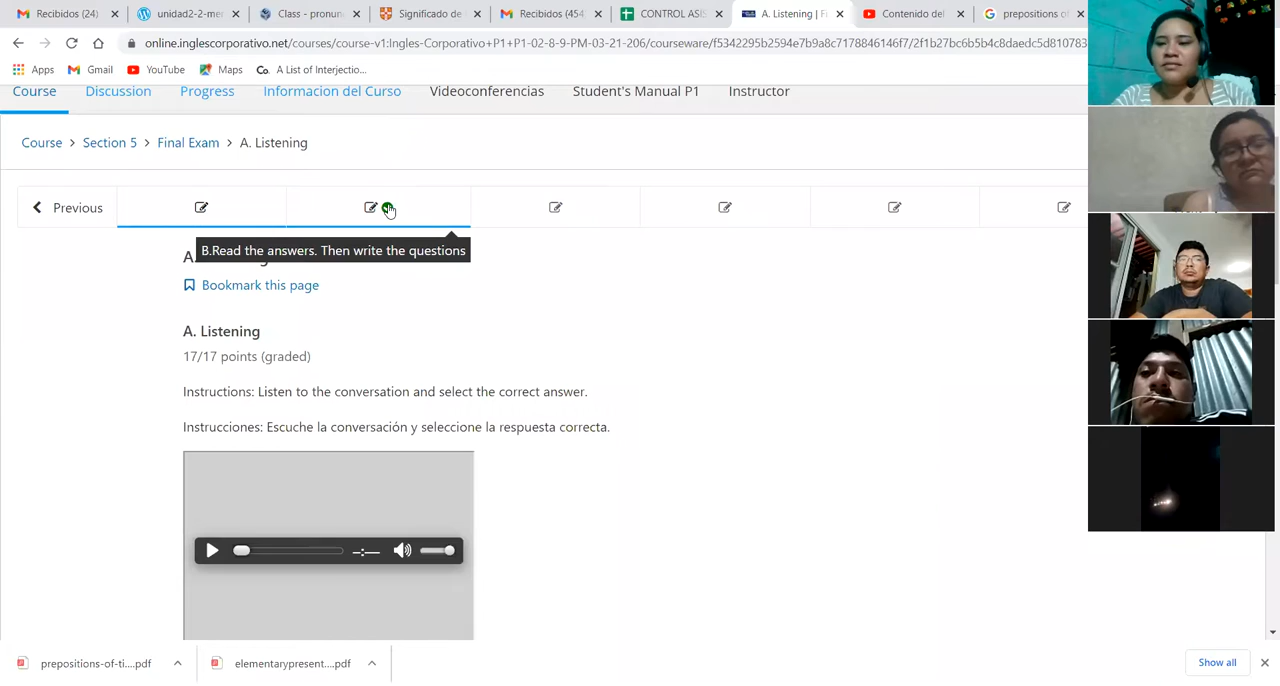 Recibidos (24)
unidad2-2-me
Class - pronun
Significado de
Recibidos (454
CONTROL ASIS
A. Listening | Fi
Contenido del
prepositions of
online.inglescorporativo.net/courses/course-v1:Ingles-Corporativo+P1+P1-02-8-9-PM-03-21-206/courseware/f5342295b2594e7b9a8c7178846146f7/2f1b27bc6b5b4c8daedc5d810783
Apps
Gmail
YouTube
Maps
A List of Interjectio...
Course
Discussion
Progress
Informacion del Curso
Videoconferencias
Student's Manual P1
Instructor
Course > Section 5 > Final Exam > A. Listening
Previous
B.Read the answers. Then write the questions
Bookmark this page
A. Listening
17/17 points (graded)
Instructions: Listen to the conversation and select the correct answer.
Instrucciones: Escuche la conversación y seleccione la respuesta correcta.
-:--
prepositions-of-ti....pdf
elementarypresent....pdf
Show all